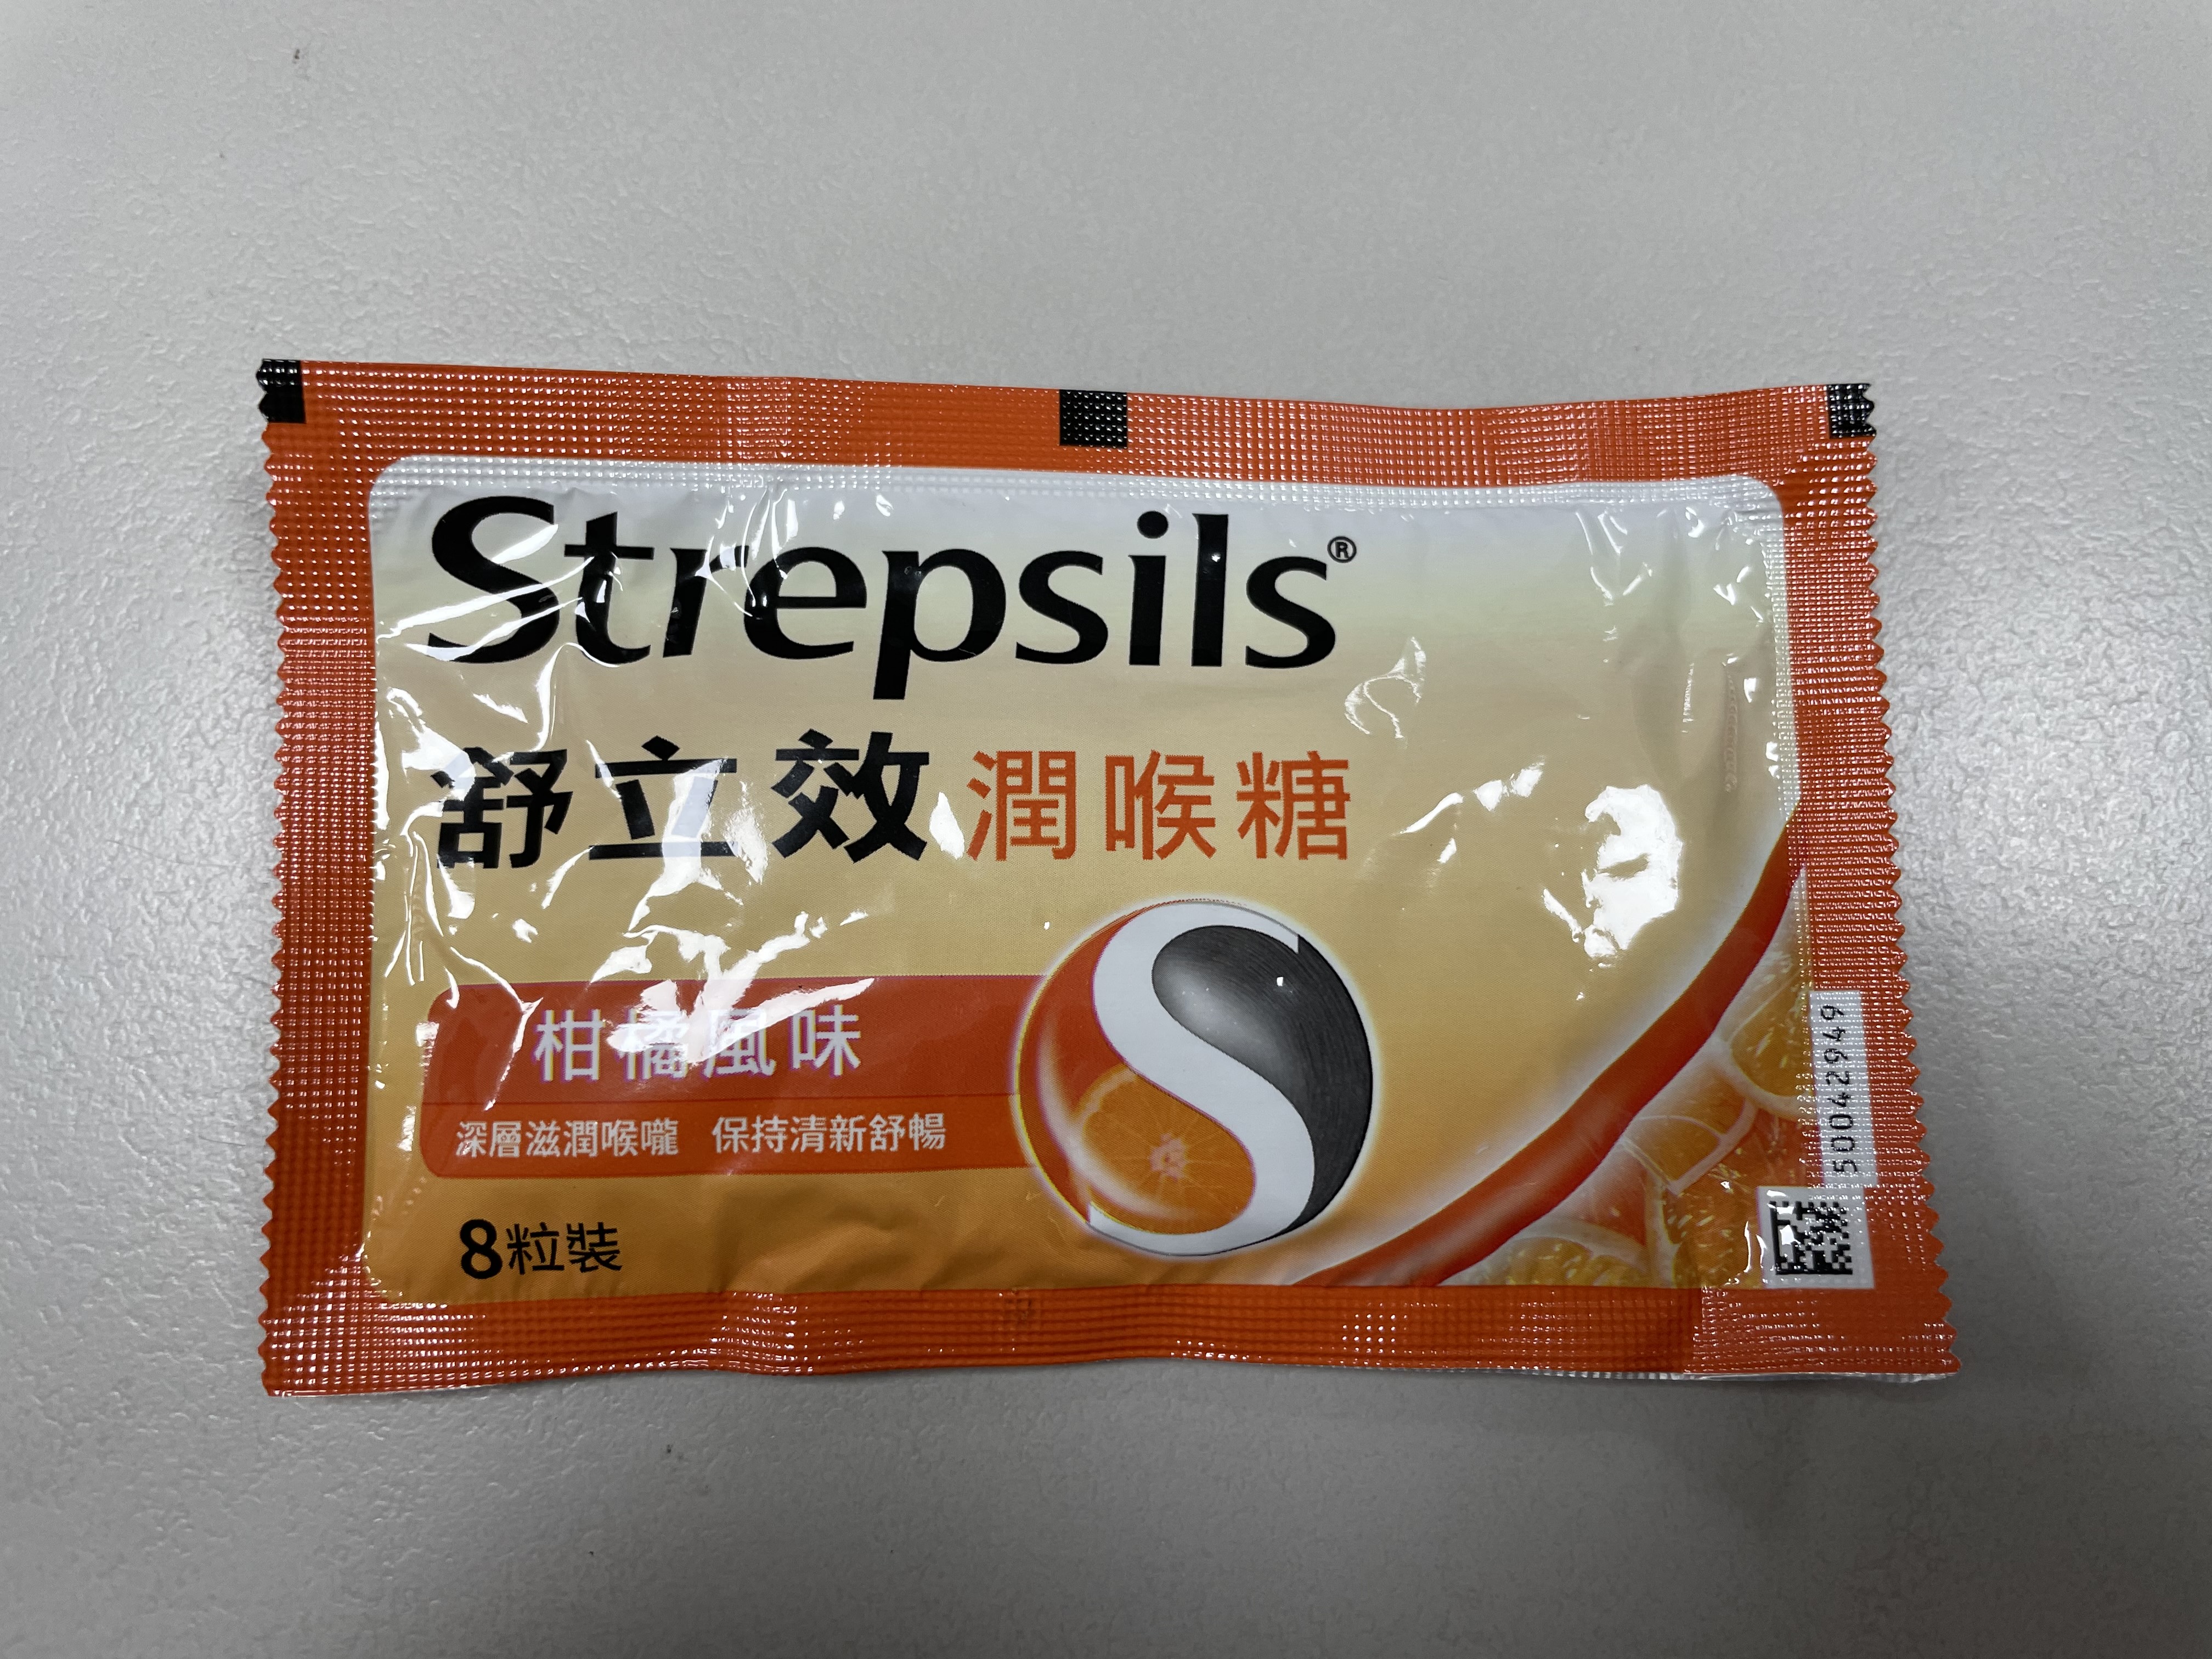 Strepsils®
舒立效潤喉糖
柑橘風味
深層滋潤喉嚨 保持清新舒暢
8粒裝
500442949